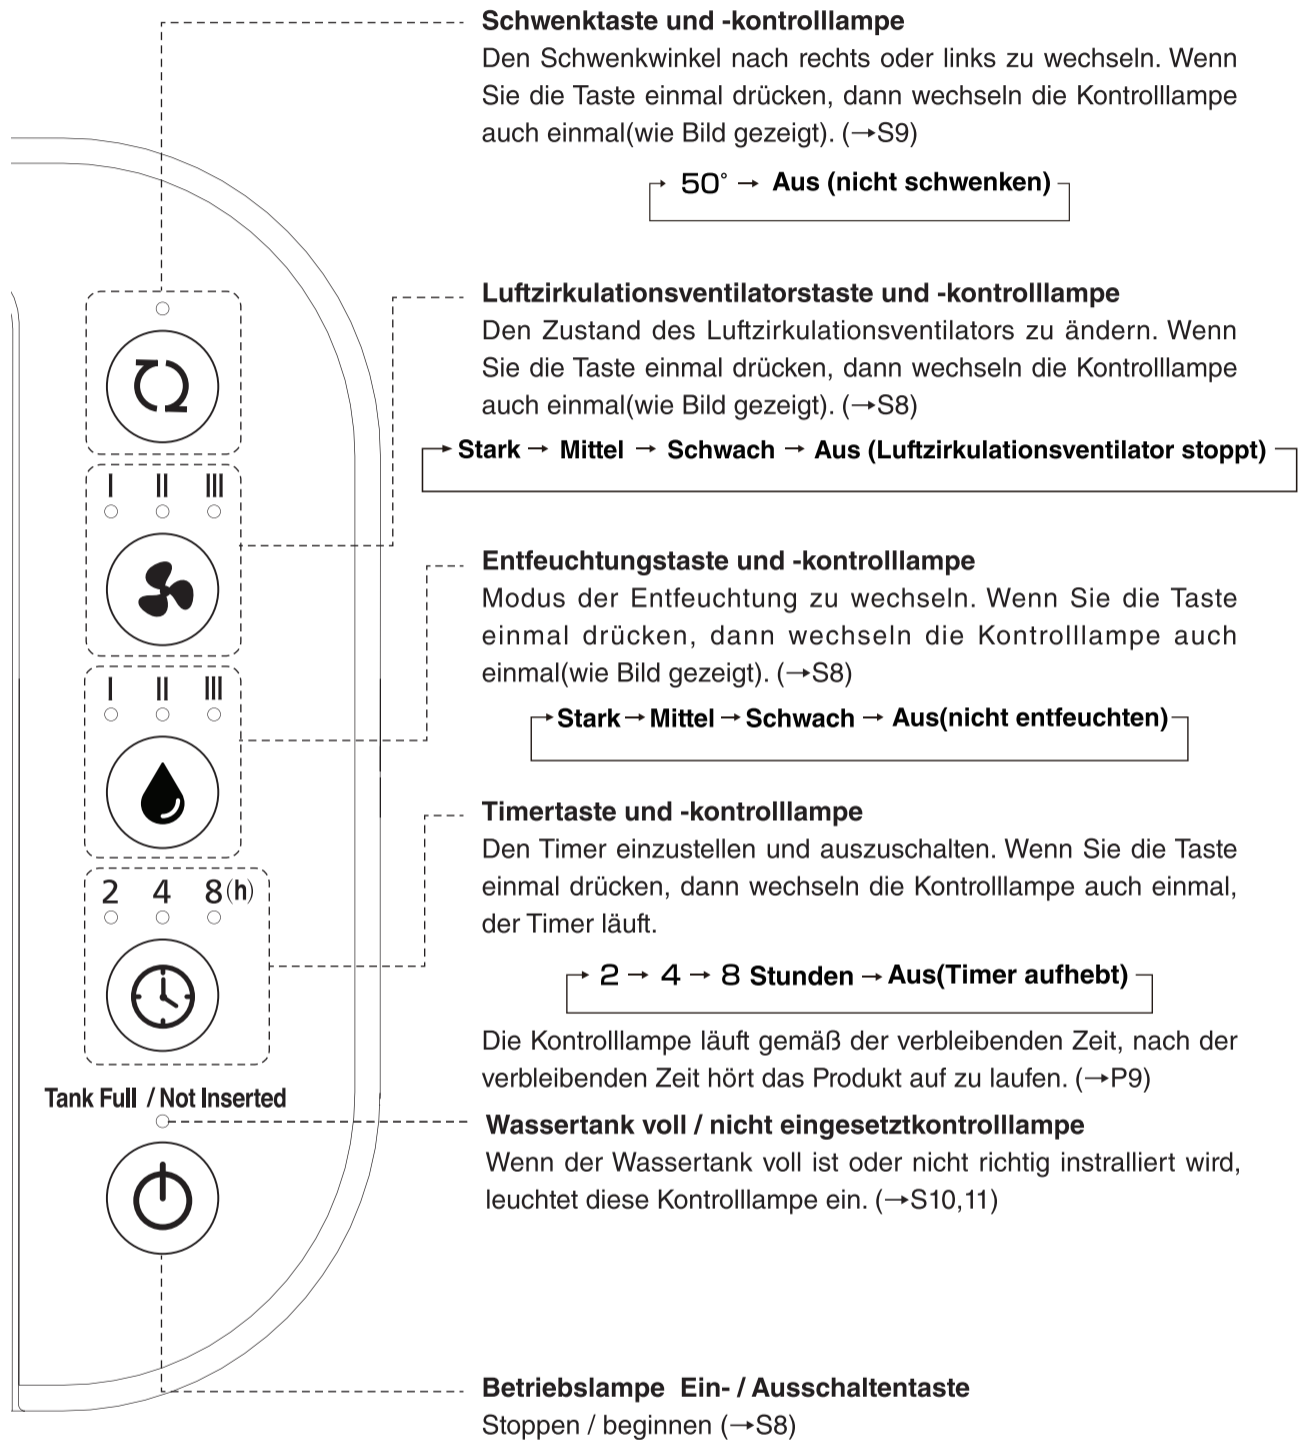 Schwenktaste und -kontrolllampe
Den Schwenkwinkel nach rechts oder links zu wechseln. Wenn
Sie die Taste einmal drücken, dann wechseln die Kontrolllampe
auch einmal(wie Bild gezeigt). (→S9)
→ 50° → Aus (nicht schwenken)
Luftzirkulationsventilatorstaste und -kontrolllampe
Den Zustand des Luftzirkulationsventilators zu ändern. Wenn
Sie die Taste einmal drücken, dann wechseln die Kontrolllampe
auch einmal(wie Bild gezeigt). (→S8)
→ Stark → Mittel → Schwach → Aus (Luftzirkulationsventilator stoppt)
I II III
Entfeuchtungstaste und -kontrolllampe
Modus der Entfeuchtung zu wechseln. Wenn Sie die Taste
einmal drücken, dann wechseln die Kontrolllampe auch
einmal(wie Bild gezeigt). (→S8)
→ Stark → Mittel → Schwach → Aus(nicht entfeuchten)
I II III
Timertaste und -kontrolllampe
Den Timer einzustellen und auszuschalten. Wenn Sie die Taste
einmal drücken, dann wechseln die Kontrolllampe auch einmal,
der Timer läuft.
2 4 8(h)
→ 2 → 4 → 8 Stunden → Aus(Timer aufhebt)
Die Kontrolllampe läuft gemäß der verbleibenden Zeit, nach der
verbleibenden Zeit hört das Produkt auf zu laufen. (→P9)
Tank Full / Not Inserted
Wassertank voll / nicht eingesetztkontrolllampe
Wenn der Wassertank voll ist oder nicht richtig instralliert wird,
leuchtet diese Kontrolllampe ein. (→S10,11)
Betriebslampe Ein- / Ausschaltentaste
Stoppen / beginnen (→S8)